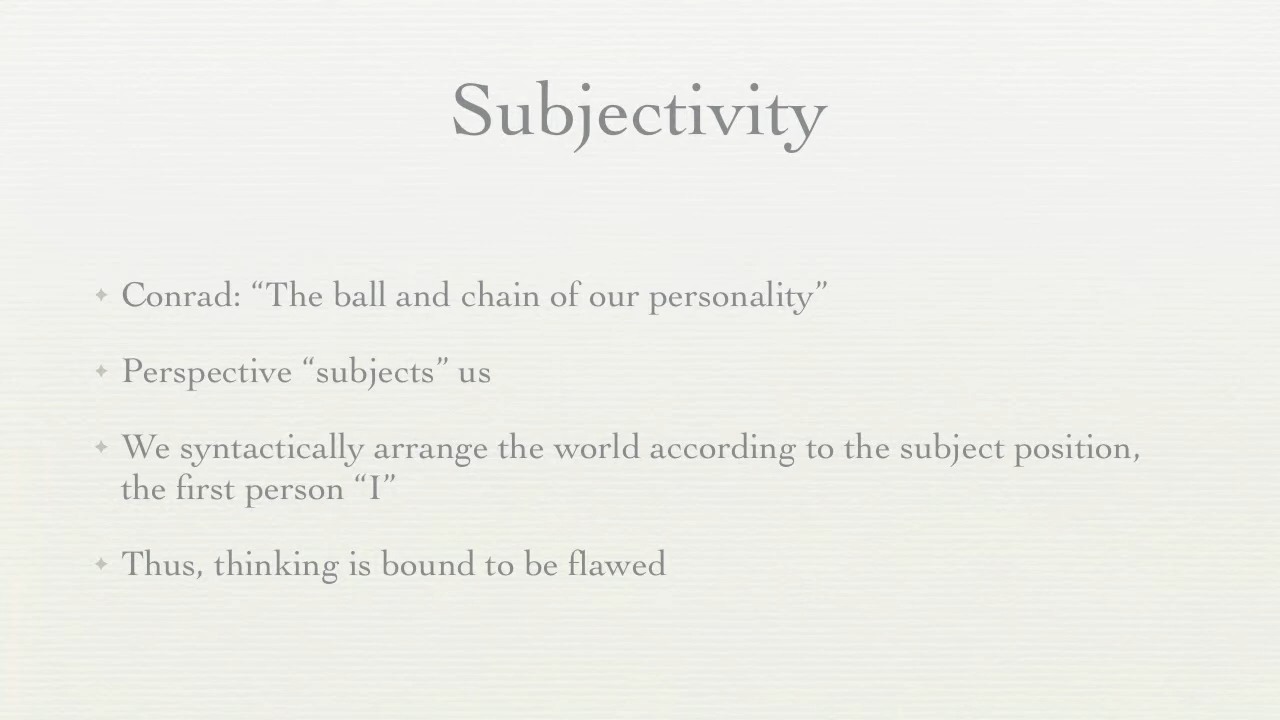 Subjectivity
Conrad: “The ball and chain of our personality”
Perspective “subjects” us
We syntactically arrange the world according to the subject position,
the first person “I”
Thus, thinking is bound to be flawed